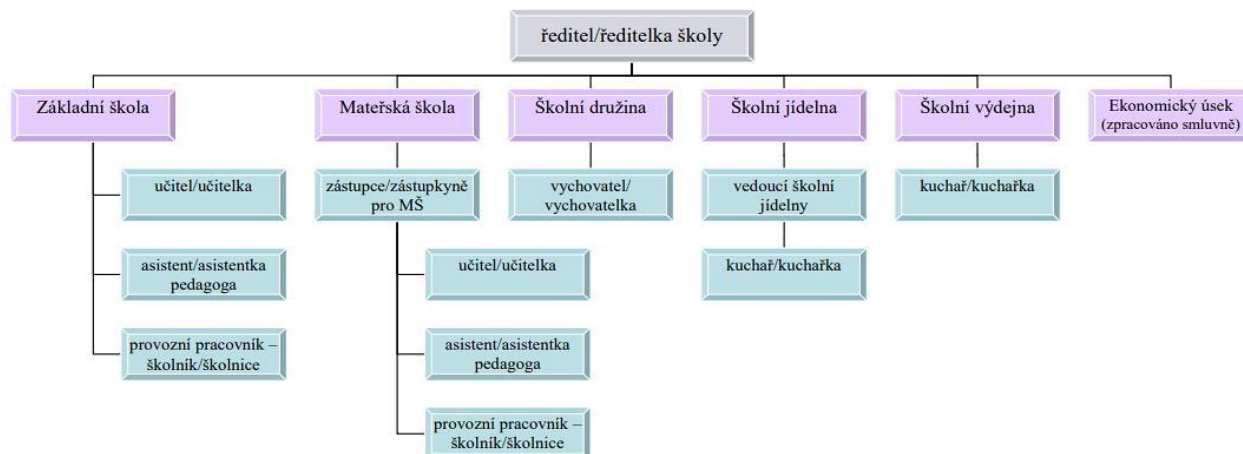 ředitel/ředitelka školy
Základní škola
Mateřská škola
Školní družina
Školní jídelna
Školní výdejna
Ekonomický úsek
(zpracováno smluvně)
učitel/učitelka
zástupce/zástupkyně
pro MŠ
vychovatel/
vychovatelka
vedoucí školní
jídelny
kuchař/kuchařka
asistent/asistentka
pedagoga
učitel/učitelka
kuchař/kuchařka
provozní pracovník –
školník/školnice
asistent/asistentka
pedagoga
provozní pracovník –
školník/školnice